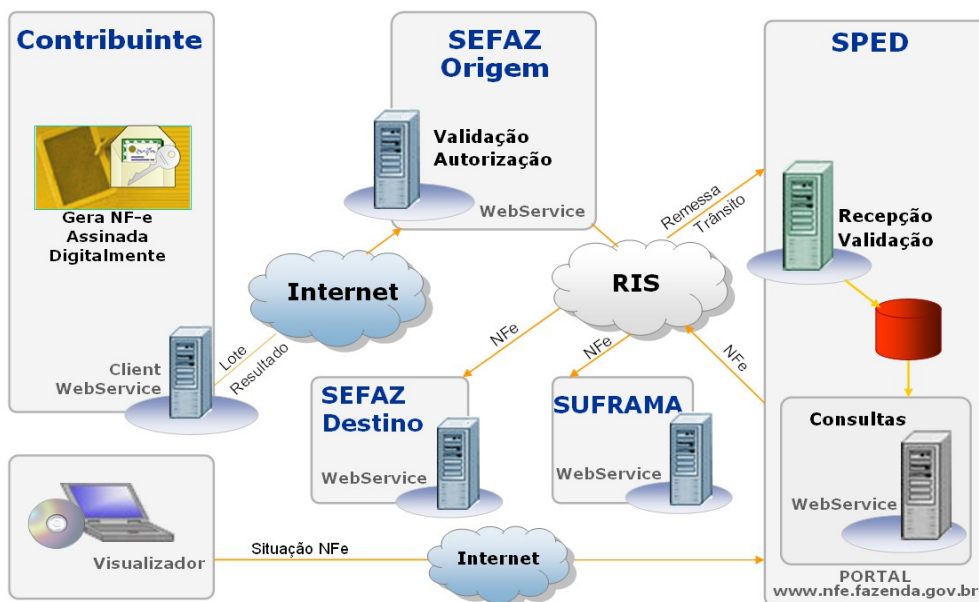 Contribuinte
Gera NF-e
Assinada
Digitalmente
Client
WebService
Lote
Resultado
Internet
SEFAZ
Origem
Validação
Autorização
WebService
RIS
Remessa
Trânsito
NFe
NFe
NFe
SEFAZ
Destino
WebService
SUFRAMA
WebService
SPED
Recepção
Validação
Consultas
WebService
PORTAL
www.nfe.fazenda.gov.br
Visualizador
Situação NFe
Internet